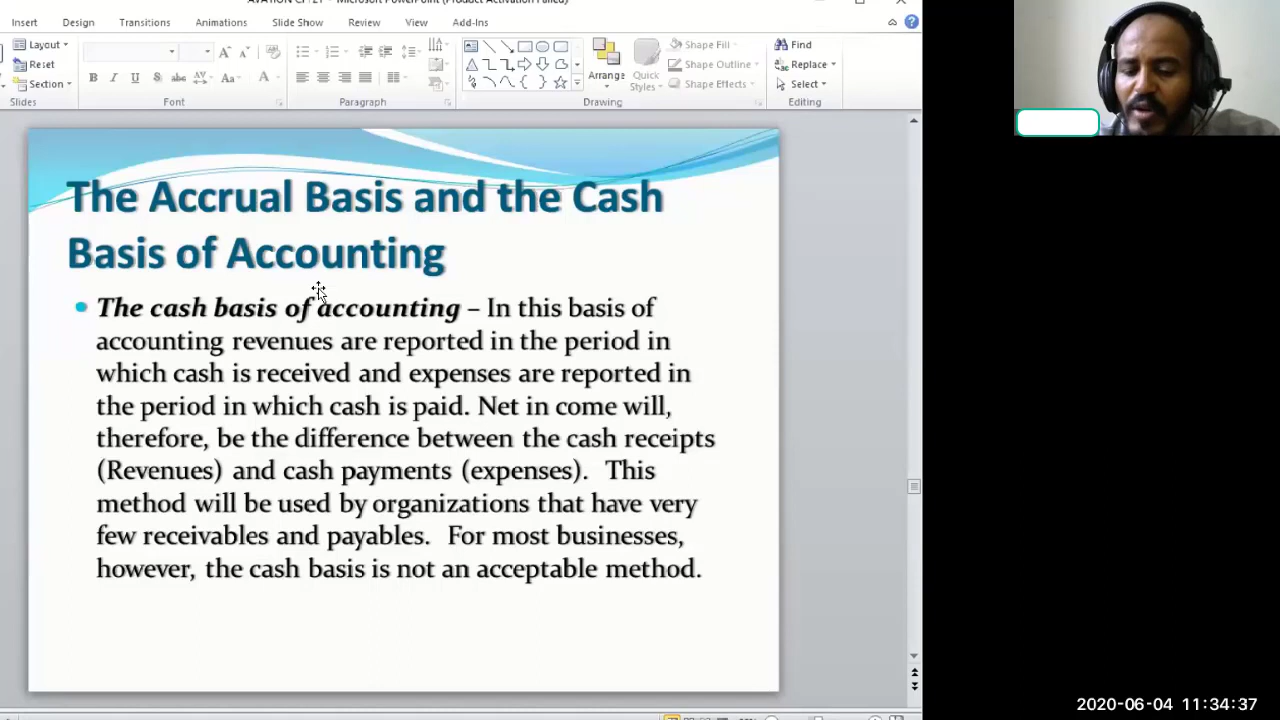 Insert Design Transitions Animations Slide Show Review View Add-Ins
Layout
Reset
Section
Slides
B I U S abc AV Aa A
Font
Paragraph
Arrange
Quick Styles
Shape Fill
Shape Outline
Shape Effects
Drawing
Find
Replace
Select
Editing
The Accrual Basis and the Cash
Basis of Accounting
The cash basis of accounting – In this basis of
accounting revenues are reported in the period in
which cash is received and expenses are reported in
the period in which cash is paid. Net in come will,
therefore, be the difference between the cash receipts
(Revenues) and cash payments (expenses). This
method will be used by organizations that have very
few receivables and payables. For most businesses,
however, the cash basis is not an acceptable method.
2020-06-04 11:34:37